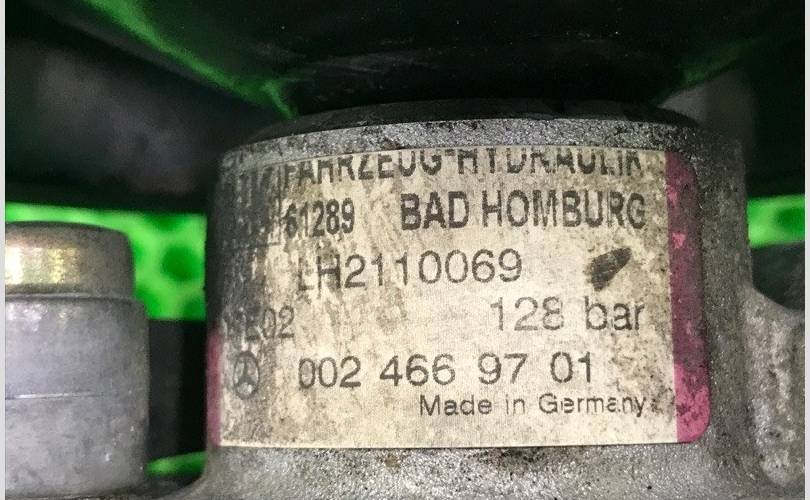 FAHRZEUG-HYDRAULIK
61289 BAD HOMBURG
LH2110069
128 bar
002 466 97 01
Made in Germany